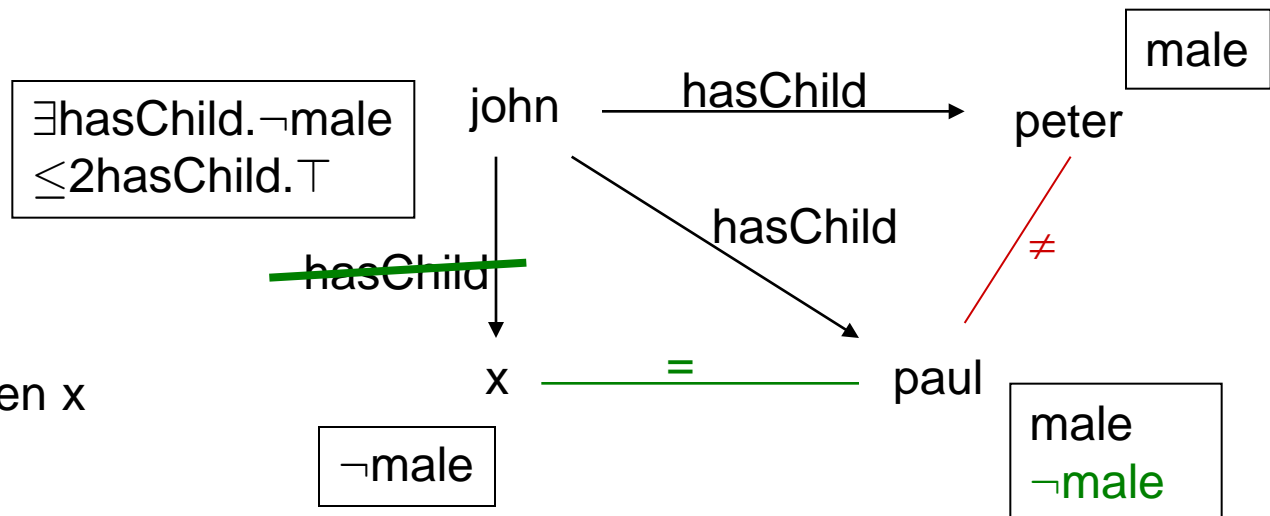 male
∃hasChild.¬male
≤2hasChild.⊤
john
hasChild
peter
hasChild
≠
hasChild
en x
x
=
paul
¬male
male
¬male